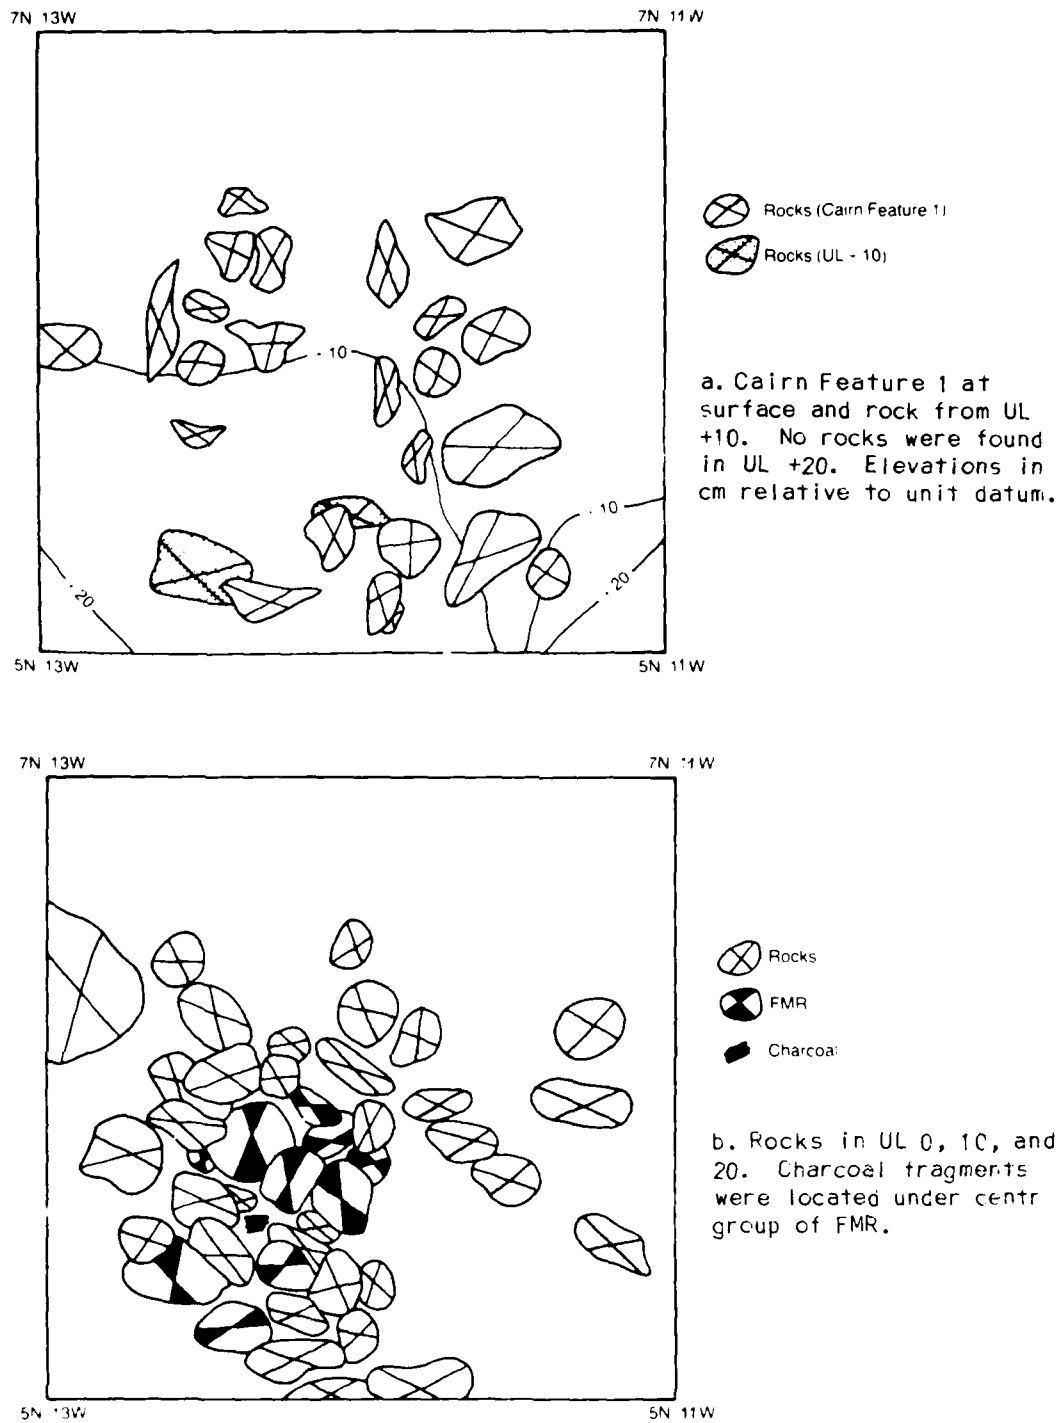 7N 13W
7N 11W
Rocks (Cairn Feature 1)
Rocks (UL - 10)
a. Cairn Feature 1 at
surface and rock from UL
+10. No rocks were found
in UL +20. Elevations in
cm relative to unit datum.
· 10
· 10
· 20
· 20
5N 13W
5N 11W
7N 13W
7N 11W
Rocks
FMR
Charcoal
b. Rocks in UL 0, 10, and
20. Charcoal fragments
were located under centr
group of FMR.
5N 13W
5N 11W